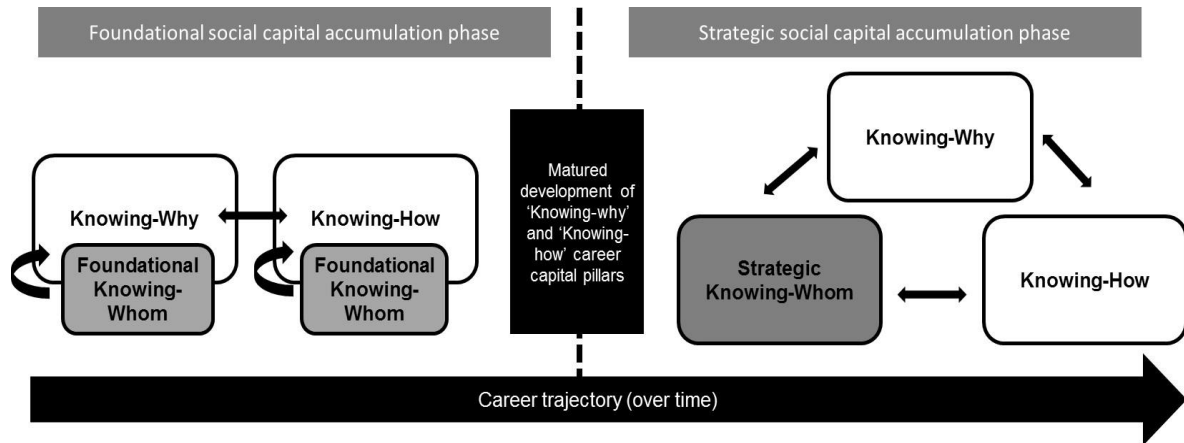 Foundational social capital accumulation phase
Strategic social capital accumulation phase
Knowing-Why
Foundational
Knowing-
Whom
Knowing-How
Foundational
Knowing-
Whom
Matured
development of
‘Knowing-why’
and ‘Knowing-
how’ career
capital pillars
Knowing-Why
Strategic
Knowing-Whom
Knowing-How
Career trajectory (over time)